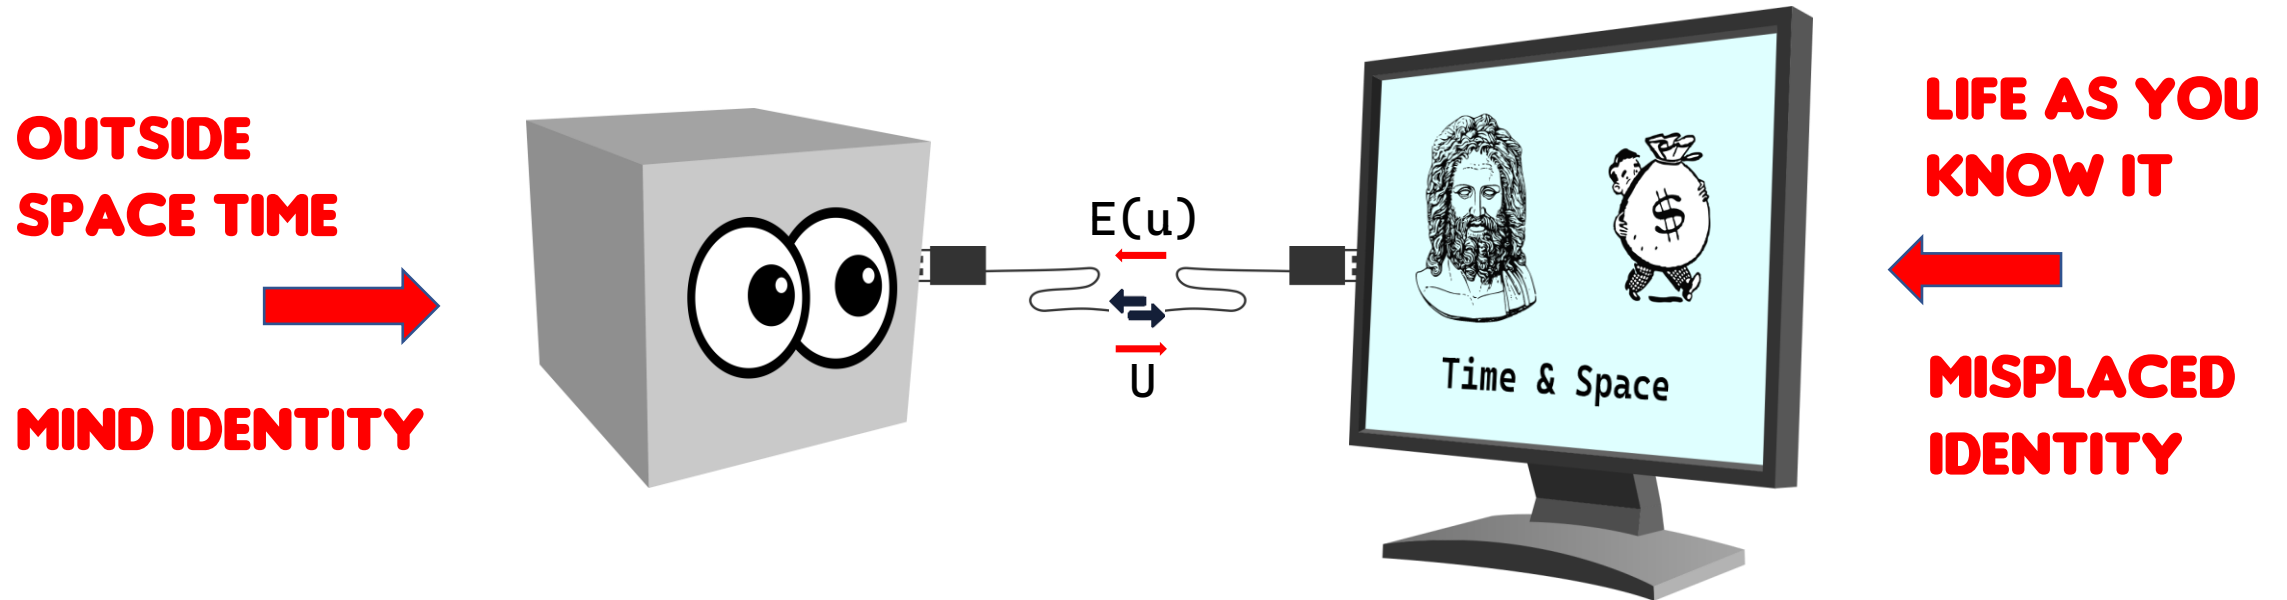 OUTSIDE
SPACE TIME
MIND IDENTITY
E(u)
U
$
Time & Space
LIFE AS YOU
KNOW IT
MISPLACED
IDENTITY